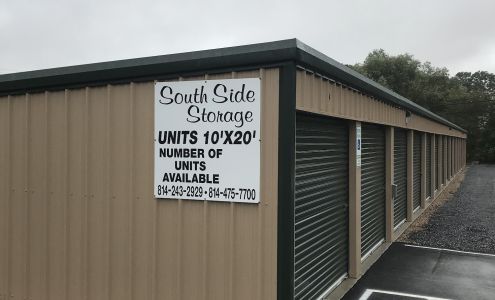 South Side
Storage
UNITS 10'X20'
NUMBER OF
UNITS
AVAILABLE
814-243-2929 • 814-475-7700